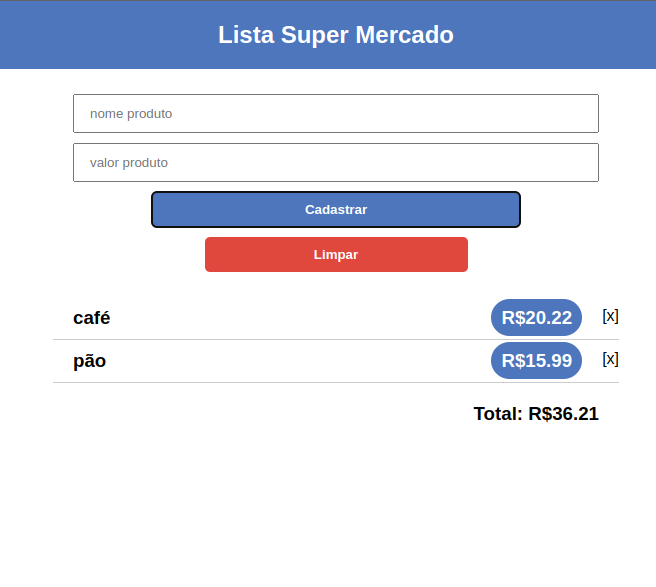 Lista Super Mercado
nome produto
valor produto
Cadastrar
Limpar
café R$20.22 [x]
pão R$15.99 [x]
Total: R$36.21